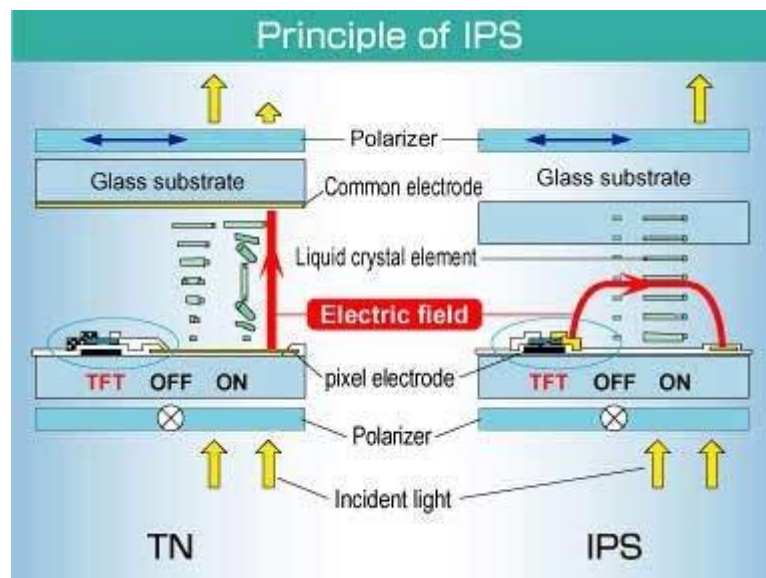 Principle of IPS
Polarizer
Glass substrate
Common electrode
Glass substrate
Liquid crystal element
Electric field
pixel electrode
TFT OFF ON
TFT OFF ON
Polarizer
Incident light
TN
IPS